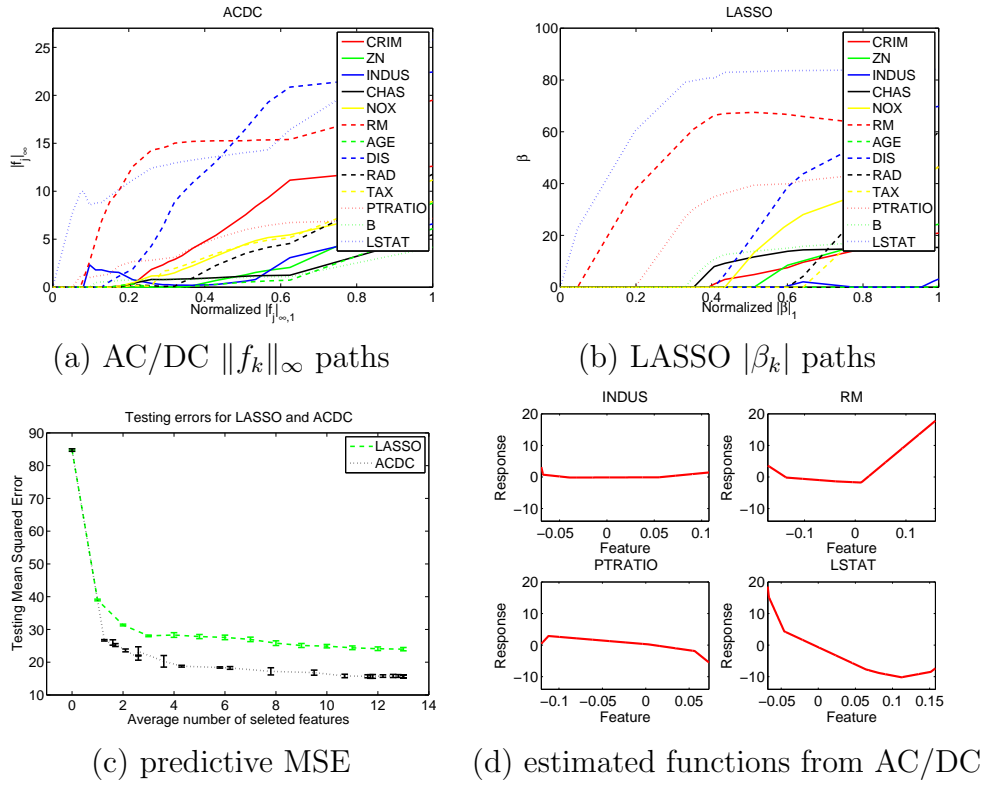 ACDC
25
20
15
10
5
0
|f_j|_∞
0
0.2
0.4
0.6
0.8
1
Normalized |f_j|_∞,1
CRIM
ZN
INDUS
CHAS
NOX
RM
AGE
DIS
RAD
TAX
PTRATIO
B
LSTAT
(a) AC/DC ‖f_k‖_∞ paths
LASSO
100
80
60
40
20
0
β
0
0.2
0.4
0.6
0.8
1
Normalized |β|_1
CRIM
ZN
INDUS
CHAS
NOX
RM
AGE
DIS
RAD
TAX
PTRATIO
B
LSTAT
(b) LASSO |β_k| paths
Testing errors for LASSO and ACDC
90
80
70
60
50
40
30
20
10
Testing Mean Squared Error
0
2
4
6
8
10
12
14
Average number of seleted features
LASSO
ACDC
(c) predictive MSE
INDUS
20
10
0
−10
Response
−0.05
0
0.05
0.1
Feature
RM
20
10
0
−10
Response
−0.1
0
0.1
Feature
PTRATIO
20
10
0
−10
Response
−0.1
−0.05
0
0.05
Feature
LSTAT
20
10
0
−10
Response
−0.05
0
0.05
0.1
0.15
Feature
(d) estimated functions from AC/DC